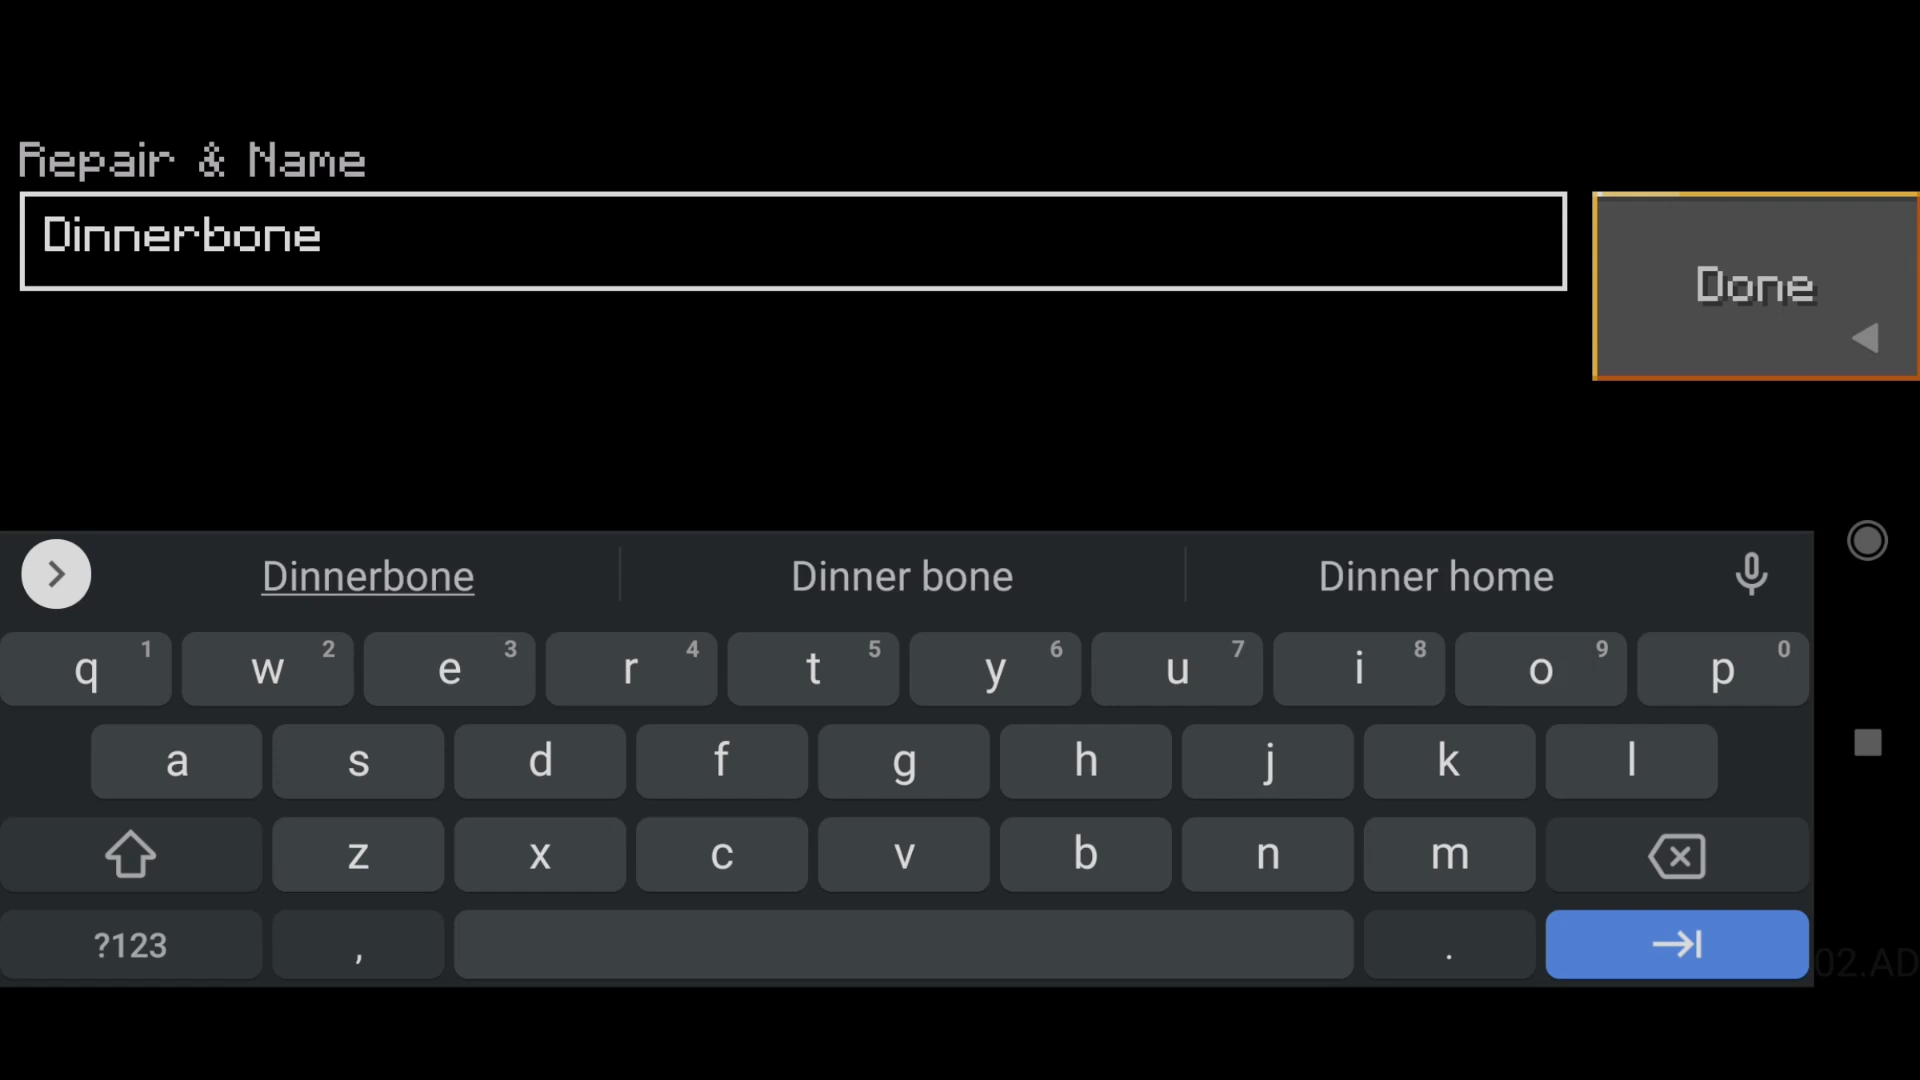 Repair & Name
Dinnerbone
Done
Dinnerbone Dinner bone Dinner home
q 1 w 2 e 3 r 4 t 5 y 6 u 7 i 8 o 9 p 0
a s d f g h j k l
z x c v b n m
?123 , .
02.AD